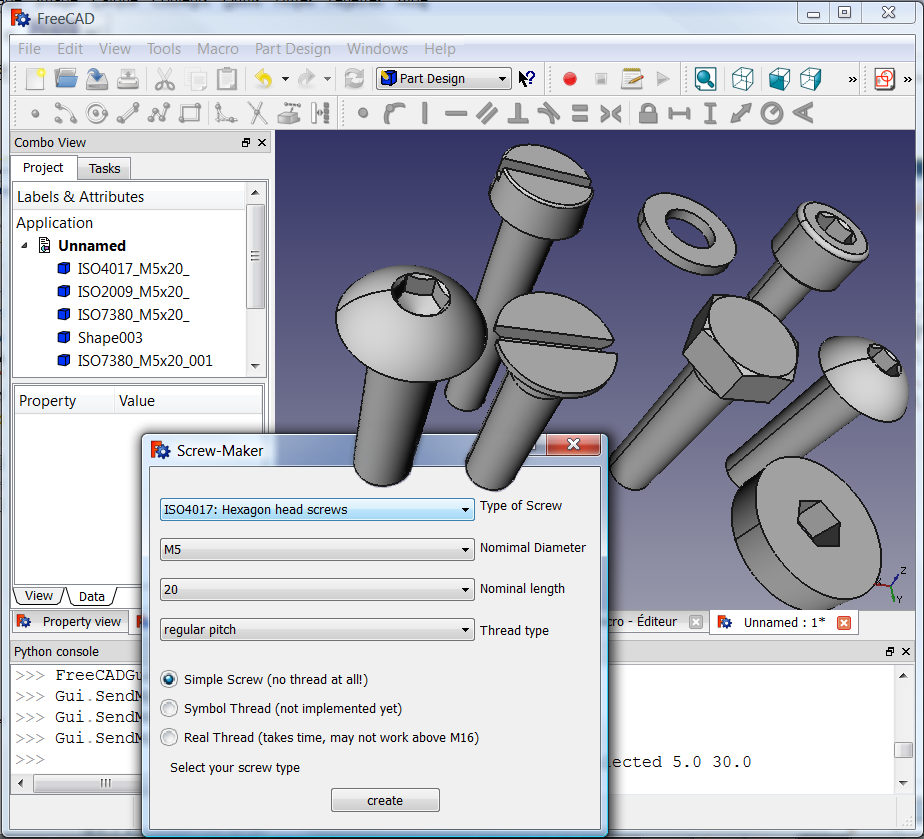 FreeCAD
File Edit View Tools Macro Part Design Windows Help
Part Design
Combo View
Project Tasks
Labels & Attributes
Application
Unnamed
ISO4017_M5x20_
ISO2009_M5x20_
ISO7380_M5x20_
Shape003
ISO7380_M5x20_001
Property Value
Screw-Maker
ISO4017: Hexagon head screws Type of Screw
M5 Nomimal Diameter
20 Nominal length
regular pitch Thread type
Simple Screw (no thread at all!)
Symbol Thread (not implemented yet)
Real Thread (takes time, may not work above M16)
Select your screw type
create
View Data
Property view
cro - Éditeur
Unnamed : 1*
Z
Y
Python console
>>> FreeCADGu
>>> Gui.SendM
>>> Gui.SendM
>>> Gui.SendM
>>> lected 5.0 30.0